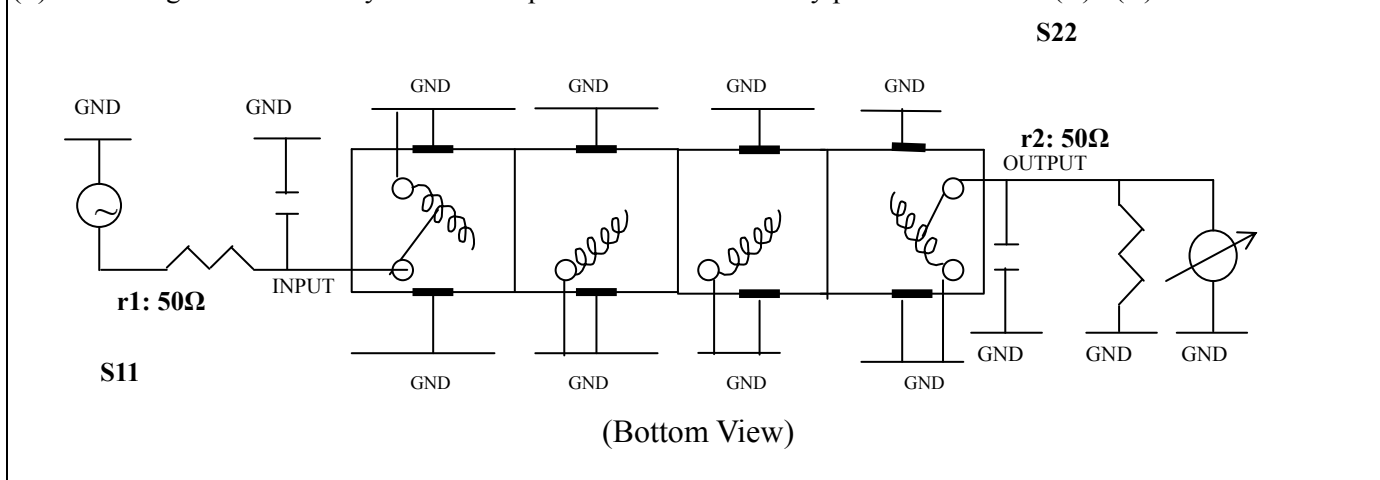 S22
GND GND GND GND
GND GND
r2: 50Ω
OUTPUT
INPUT
r1: 50Ω
GND GND GND
S11
GND GND GND GND
(Bottom View)